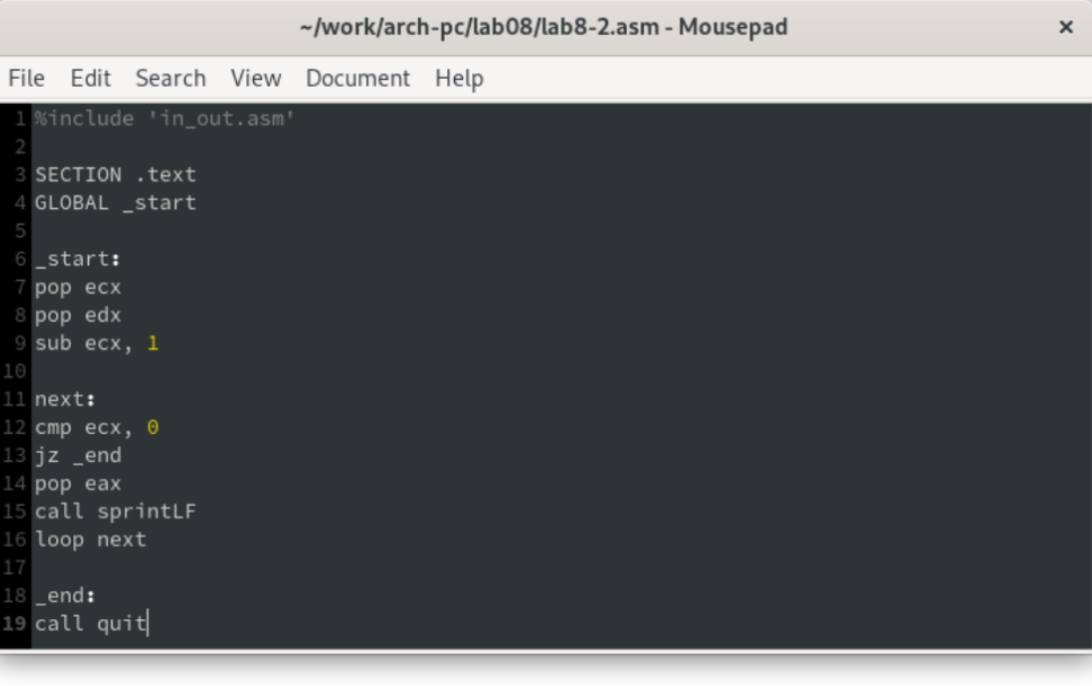 ~/work/arch-pc/lab08/lab8-2.asm - Mousepad ×
File Edit Search View Document Help
1 %include 'in_out.asm'
2
3 SECTION .text
4 GLOBAL _start
5
6 _start:
7 pop ecx
8 pop edx
9 sub ecx, 1
10
11 next:
12 cmp ecx, 0
13 jz _end
14 pop eax
15 call sprintLF
16 loop next
17
18 _end:
19 call quit